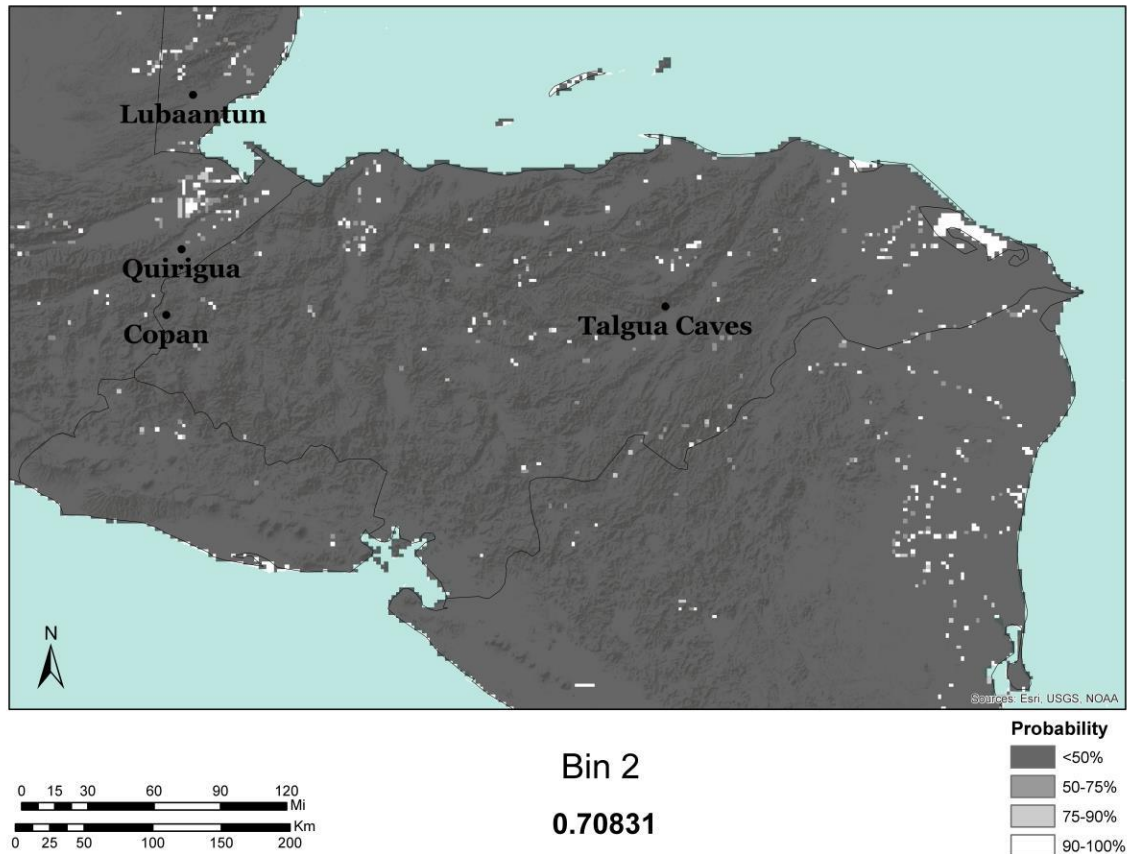 Lubaantun
Quirigua
Copan
Talgua Caves
N
Sources: Esri, USGS, NOAA
Bin 2
0.70831
0 15 30 60 90 120
Mi
Km
0 25 50 100 150 200
Probability
<50%
50-75%
75-90%
90-100%